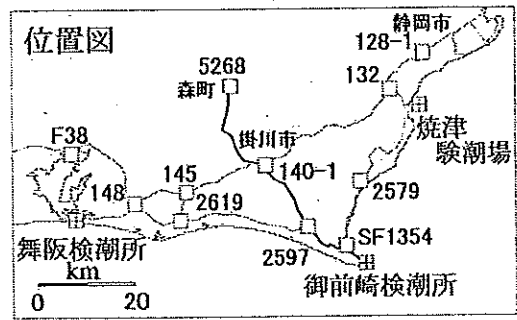 位置図
静岡市
128-1
5268
132
森町
焼津
験潮場
F38
掛川市
145
140-1
148
2619
2579
舞阪検潮所
SF1354
2597
km
御前崎検潮所
0
20